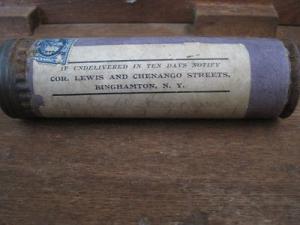 IF UNDELIVERED IN TEN DAYS NOTIFY
COR. LEWIS AND CHENANGO STREETS,
BINGHAMTON, N. Y.